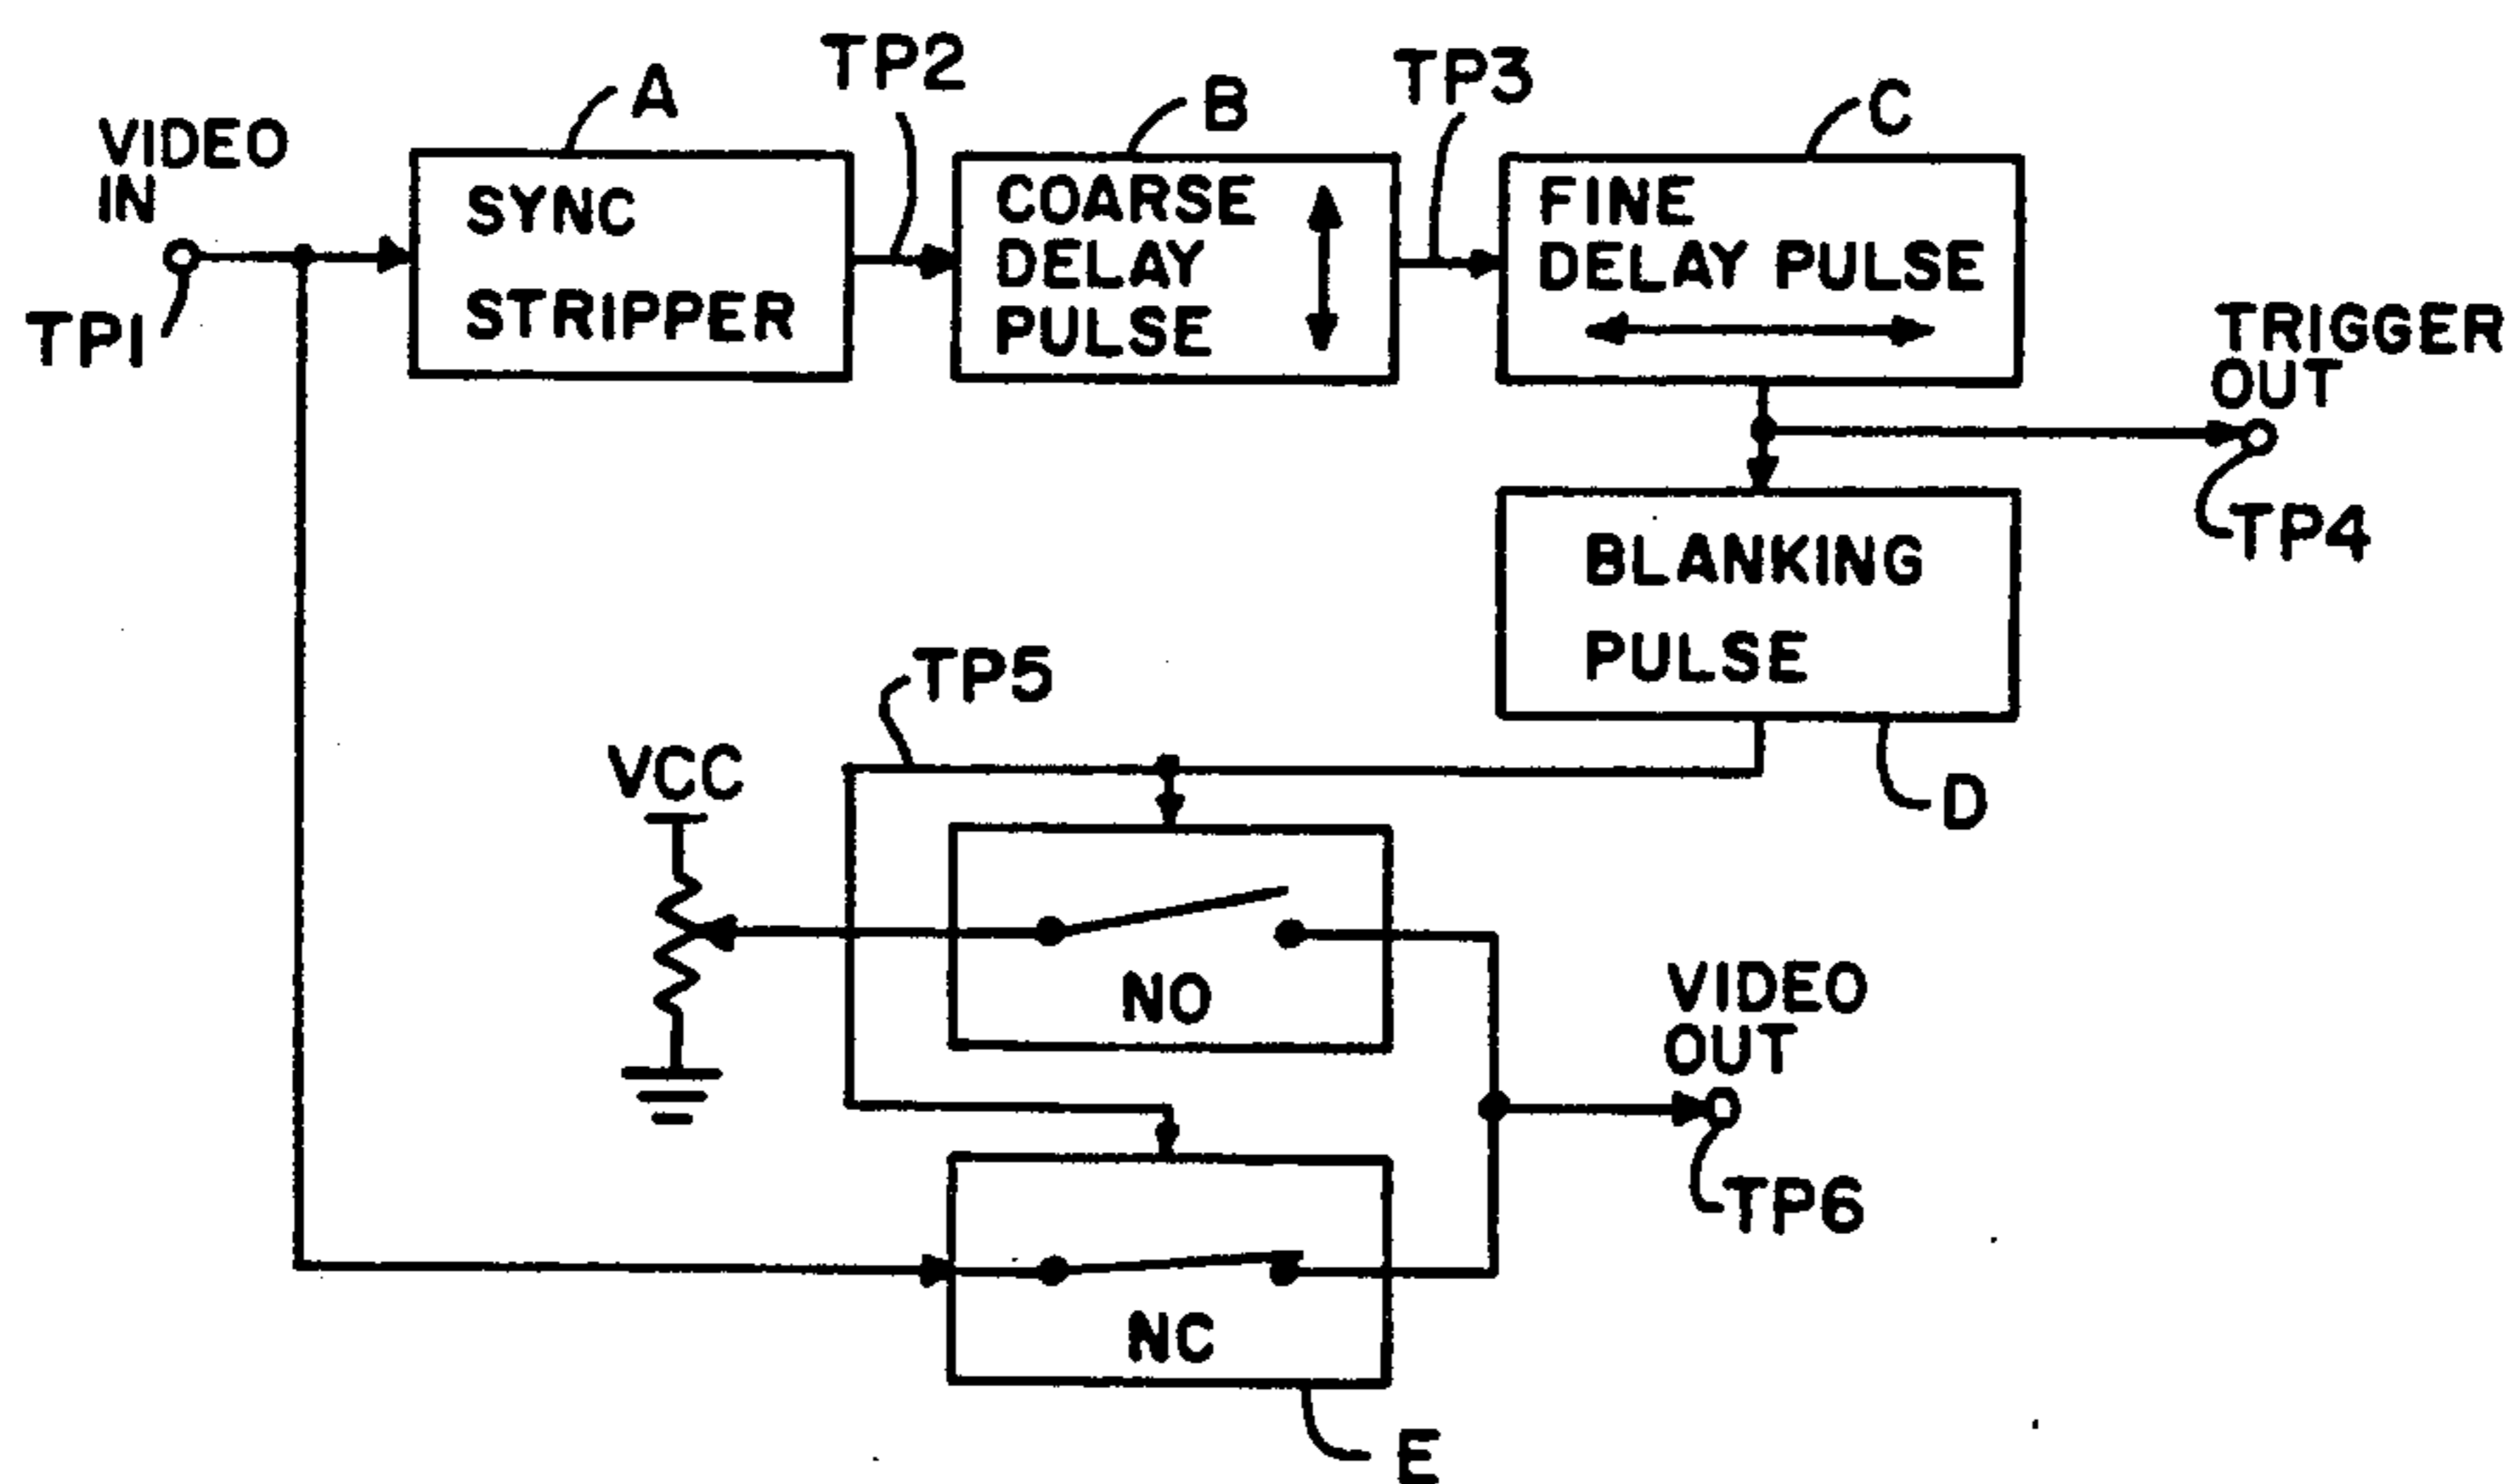 TP2
A
B
TP3
C
VIDEO
IN
SYNC
STRIPPER
COARSE
DELAY
PULSE
FINE
DELAY PULSE
TP1
TRIGGER
OUT
TP4
BLANKING
PULSE
TP5
VCC
D
NO
VIDEO
OUT
TP6
NC
E